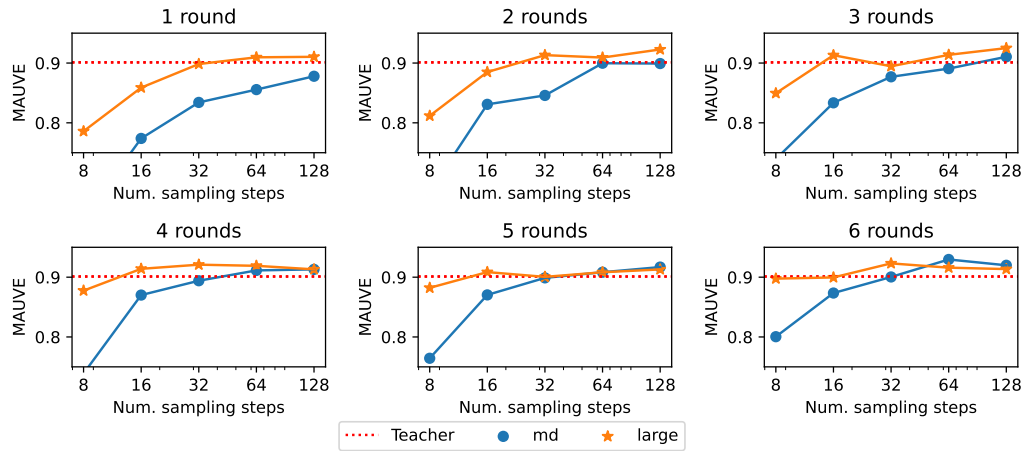 1 round
2 rounds
3 rounds
MAUVE
0.9
0.8
8 16 32 64 128
Num. sampling steps
MAUVE
0.9
0.8
8 16 32 64 128
Num. sampling steps
MAUVE
0.9
0.8
8 16 32 64 128
Num. sampling steps
4 rounds
5 rounds
6 rounds
MAUVE
0.9
0.8
8 16 32 64 128
Num. sampling steps
MAUVE
0.9
0.8
8 16 32 64 128
Num. sampling steps
MAUVE
0.9
0.8
8 16 32 64 128
Num. sampling steps
Teacher md large